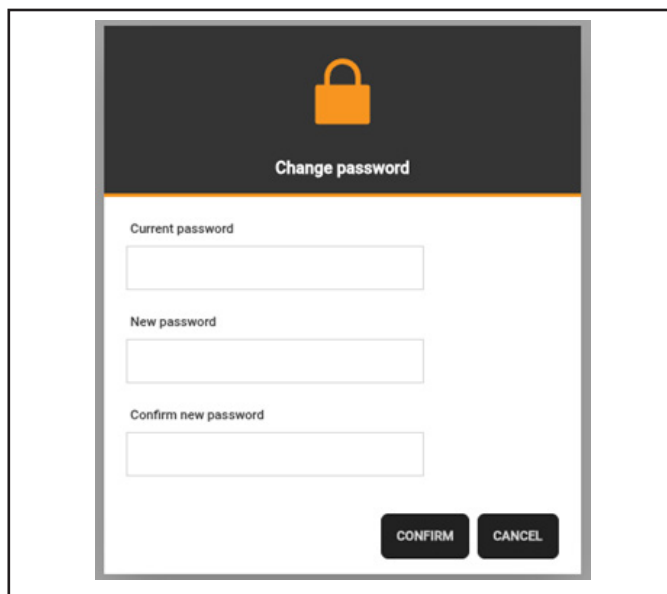 Change password
Current password
New password
Confirm new password
CONFIRM CANCEL